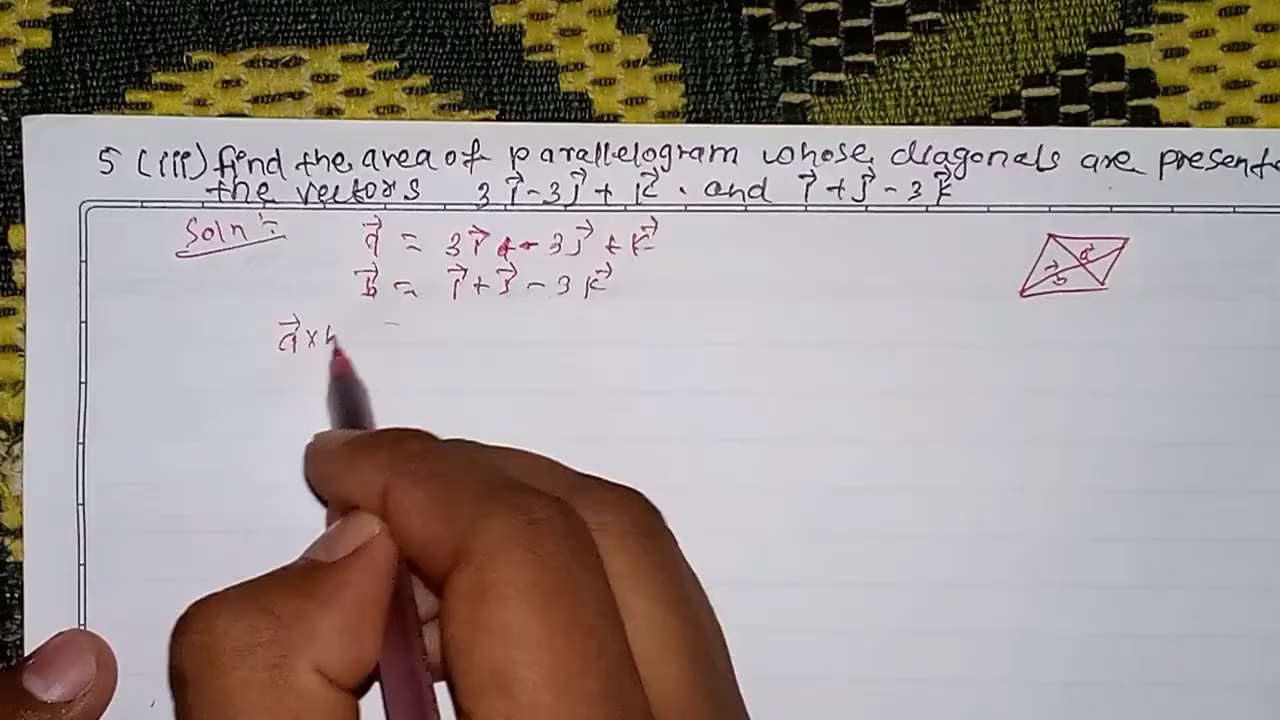 5 (iii) find the area of parallelogram whose diagonals are present
the vectors 3i⃗ - 3j⃗ + k⃗ . and i⃗ + j⃗ - 3k⃗
Soln :-
a⃗ = 3i⃗ - 3j⃗ + k⃗
b⃗ = i⃗ + j⃗ - 3k⃗
a⃗
b⃗
a⃗ ×